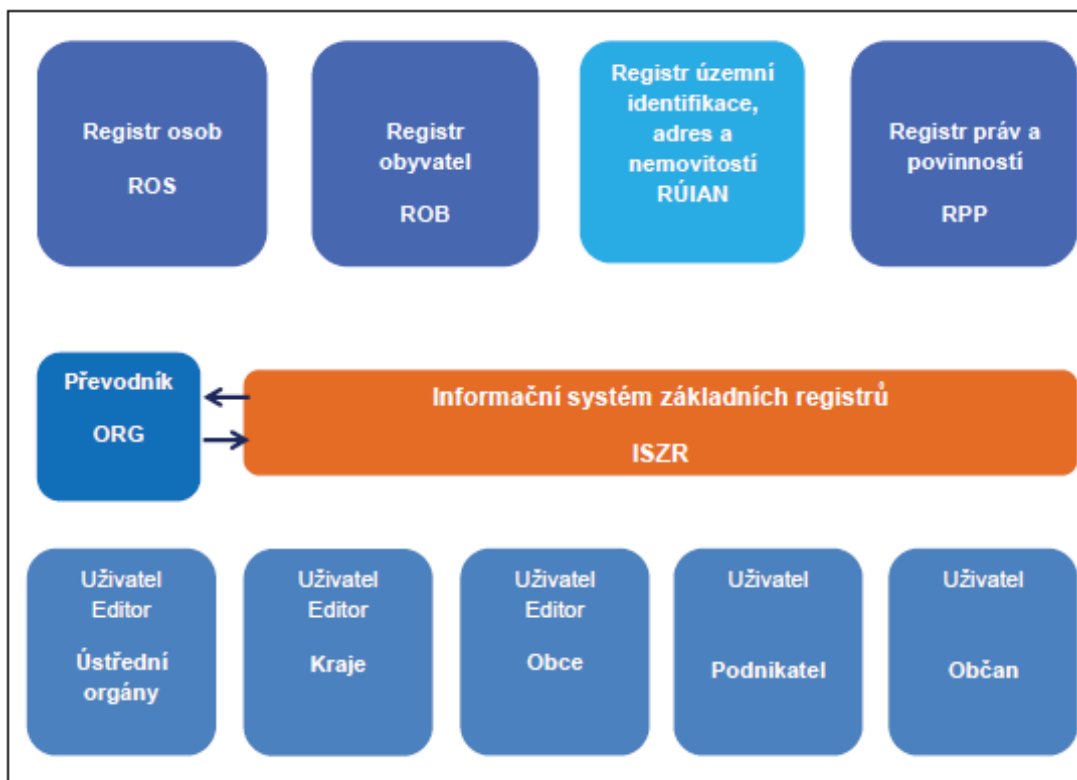 Registr osob
ROS
Registr
obyvatel
ROB
Registr územní
identifikace,
adres a
nemovitostí
RÚIAN
Registr práv a
povinností
RPP
Převodník
ORG
Informační systém základních registrů
ISZR
Uživatel
Editor
Ústřední
orgány
Uživatel
Editor
Kraje
Uživatel
Editor
Obce
Uživatel
Podnikatel
Uživatel
Občan